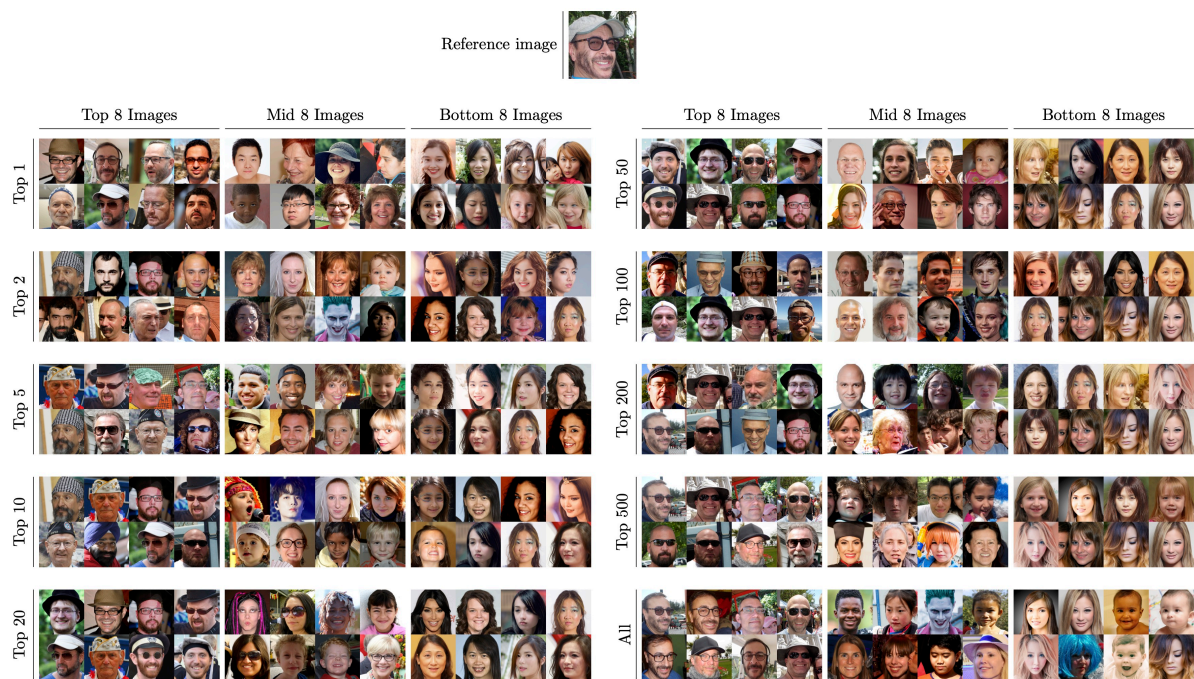 Reference image
Top 8 Images Mid 8 Images Bottom 8 Images Top 8 Images Mid 8 Images Bottom 8 Images
Top 1
Top 50
Top 2
Top 100
Top 5
Top 200
Top 10
Top 500
Top 20
All